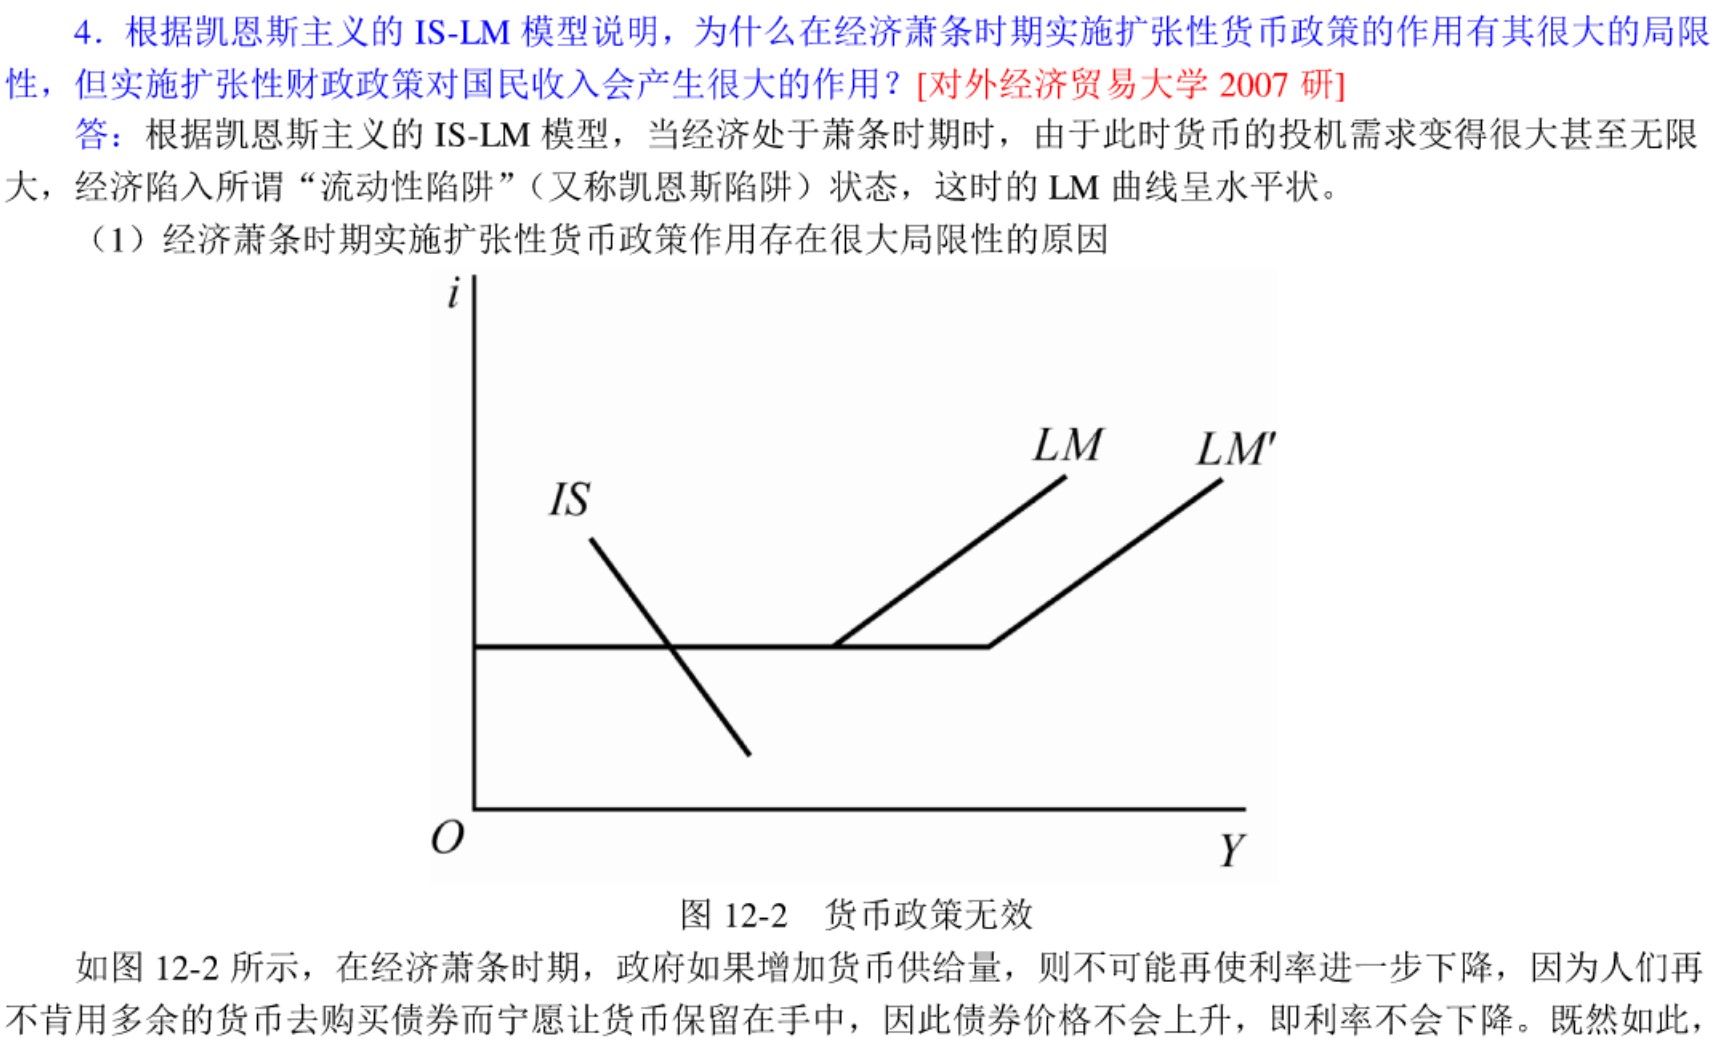 4．根据凯恩斯主义的 IS-LM 模型说明，为什么在经济萧条时期实施扩张性货币政策的作用有其很大的局限
性，但实施扩张性财政政策对国民收入会产生很大的作用？[对外经济贸易大学 2007 研]
答：根据凯恩斯主义的 IS-LM 模型，当经济处于萧条时期时，由于此时货币的投机需求变得很大甚至无限
大，经济陷入所谓“流动性陷阱”（又称凯恩斯陷阱）状态，这时的 LM 曲线呈水平状。
（1）经济萧条时期实施扩张性货币政策作用存在很大局限性的原因
i
LM
LM′
IS
O
Y
图 12-2 货币政策无效
如图 12-2 所示，在经济萧条时期，政府如果增加货币供给量，则不可能再使利率进一步下降，因为人们再
不肯用多余的货币去购买债券而宁愿让货币保留在手中，因此债券价格不会上升，即利率不会下降。既然如此，